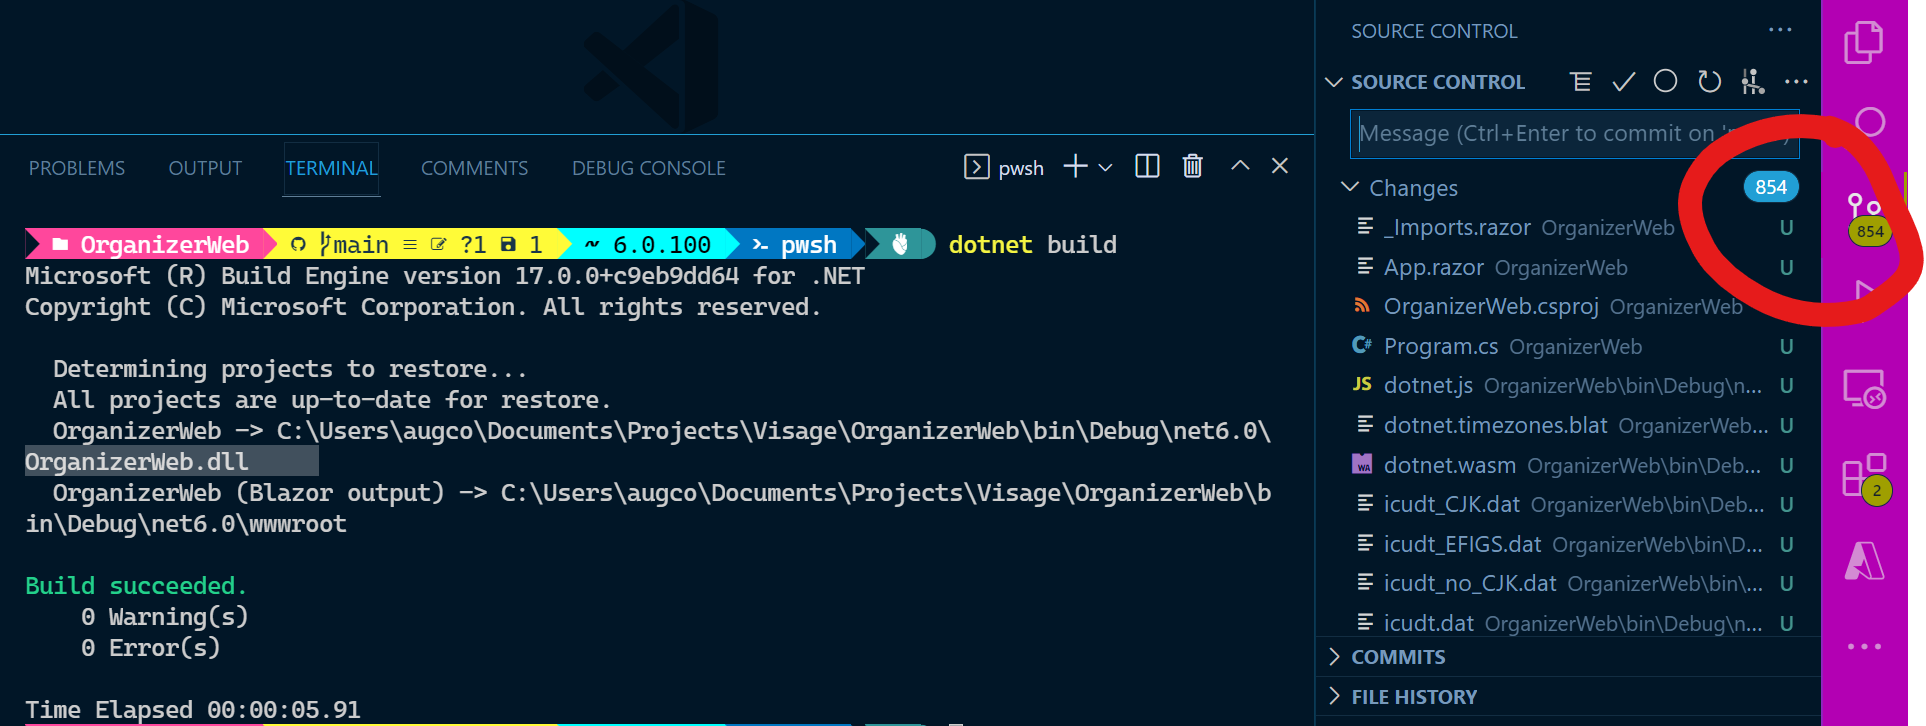 PROBLEMS OUTPUT TERMINAL COMMENTS DEBUG CONSOLE pwsh
OrganizerWeb main ≡ ?1 1 6.0.100 pwsh dotnet build
Microsoft (R) Build Engine version 17.0.0+c9eb9dd64 for .NET
Copyright (C) Microsoft Corporation. All rights reserved.
Determining projects to restore...
All projects are up-to-date for restore.
OrganizerWeb -> C:\Users\augco\Documents\Projects\Visage\OrganizerWeb\bin\Debug\net6.0\
OrganizerWeb.dll
OrganizerWeb (Blazor output) -> C:\Users\augco\Documents\Projects\Visage\OrganizerWeb\b
in\Debug\net6.0\wwwroot
Build succeeded.
0 Warning(s)
0 Error(s)
Time Elapsed 00:00:05.91
SOURCE CONTROL ...
SOURCE CONTROL ...
Message (Ctrl+Enter to commit on
Changes 854
_Imports.razor OrganizerWeb U
App.razor OrganizerWeb U
OrganizerWeb.csproj OrganizerWeb
C# Program.cs OrganizerWeb U
JS dotnet.js OrganizerWeb\bin\Debug\n... U
dotnet.timezones.blat OrganizerWeb... U
WA dotnet.wasm OrganizerWeb\bin\Deb... U
icudt_CJK.dat OrganizerWeb\bin\Deb... U
icudt_EFIGS.dat OrganizerWeb\bin\D... U
icudt_no_CJK.dat OrganizerWeb\bin\... U
icudt.dat OrganizerWeb\bin\Debug\n... U
COMMITS
FILE HISTORY
854
2
...